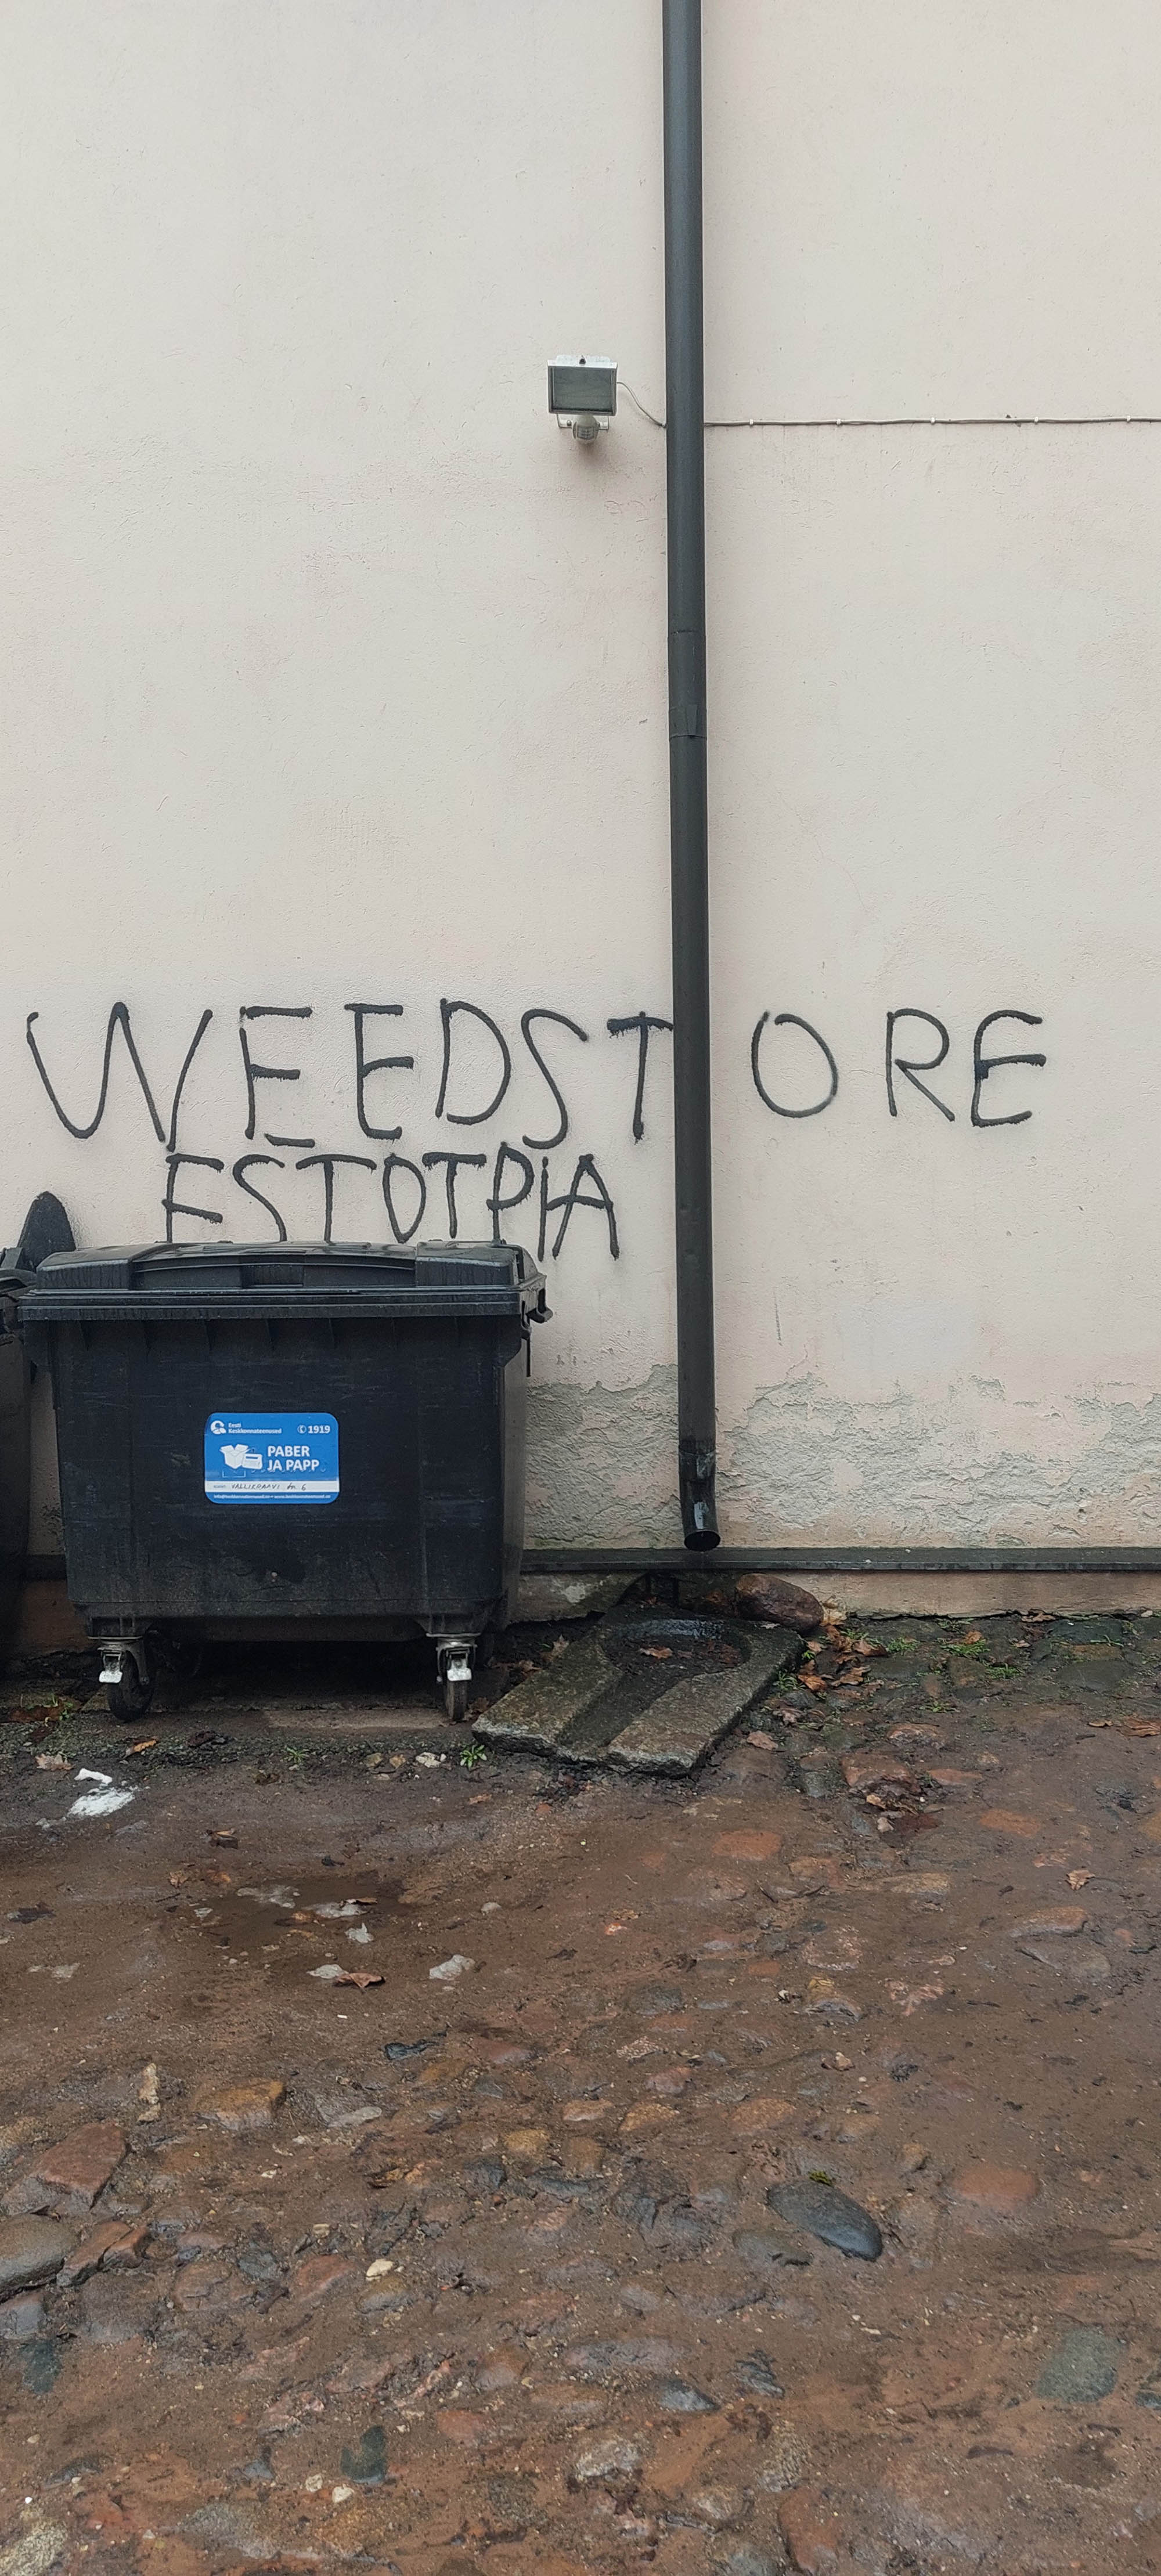 WEEDSTORE
ESTOTPIA
Eesti
Keskkonnateenused
1919
PABER
JA PAPP